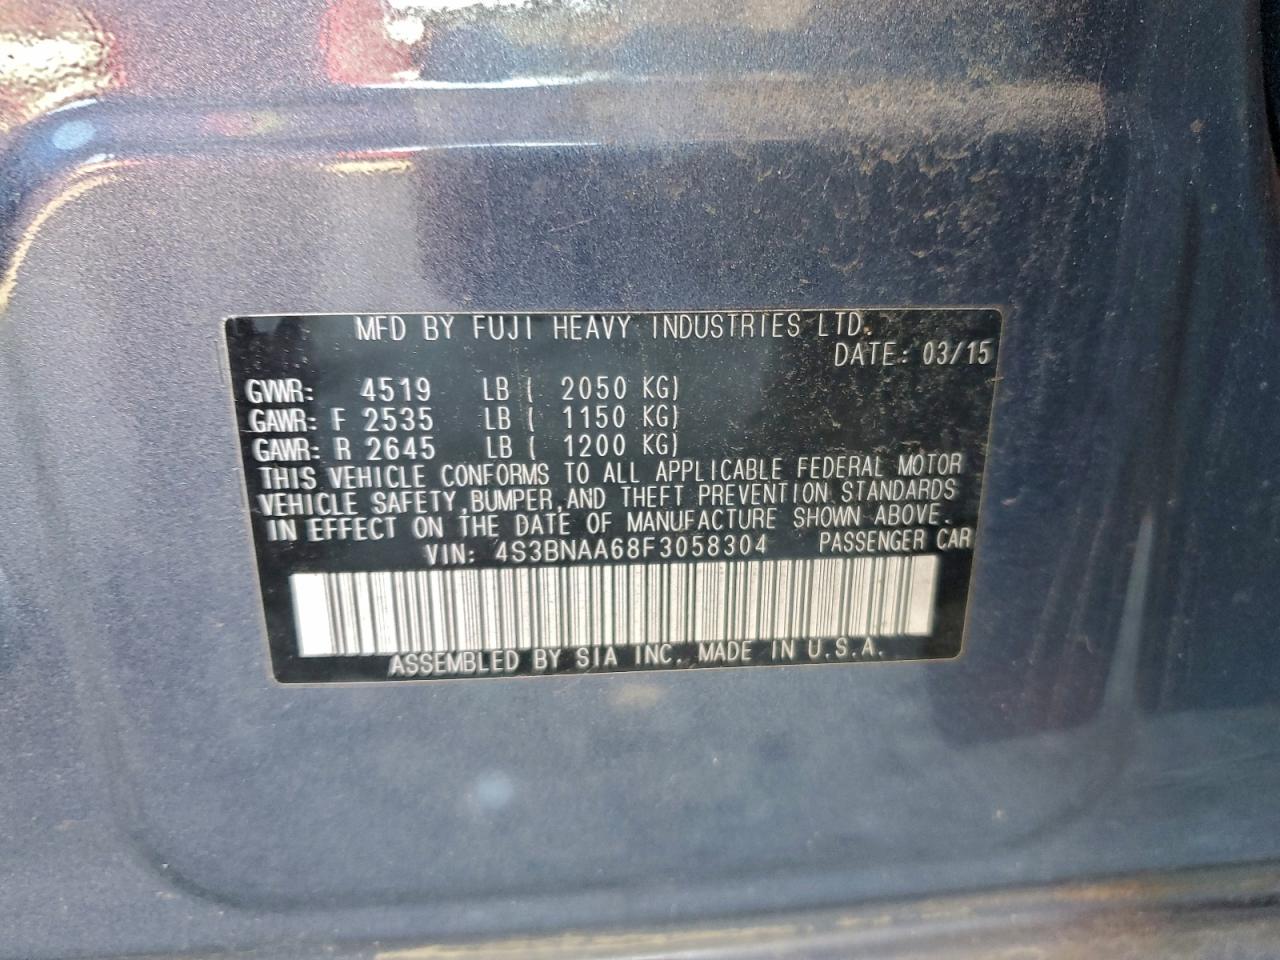 MFD BY FUJI HEAVY INDUSTRIES LTD.
DATE: 03/15
GVWR: 4519 LB ( 2050 KG)
GAWR: F 2535 LB ( 1150 KG)
GAWR: R 2645 LB ( 1200 KG)
THIS VEHICLE CONFORMS TO ALL APPLICABLE FEDERAL MOTOR
VEHICLE SAFETY,BUMPER,AND THEFT PREVENTION STANDARDS
IN EFFECT ON THE DATE OF MANUFACTURE SHOWN ABOVE.
VIN: 4S3BNAA68F3058304 PASSENGER CAR
ASSEMBLED BY SIA INC. MADE IN U.S.A.